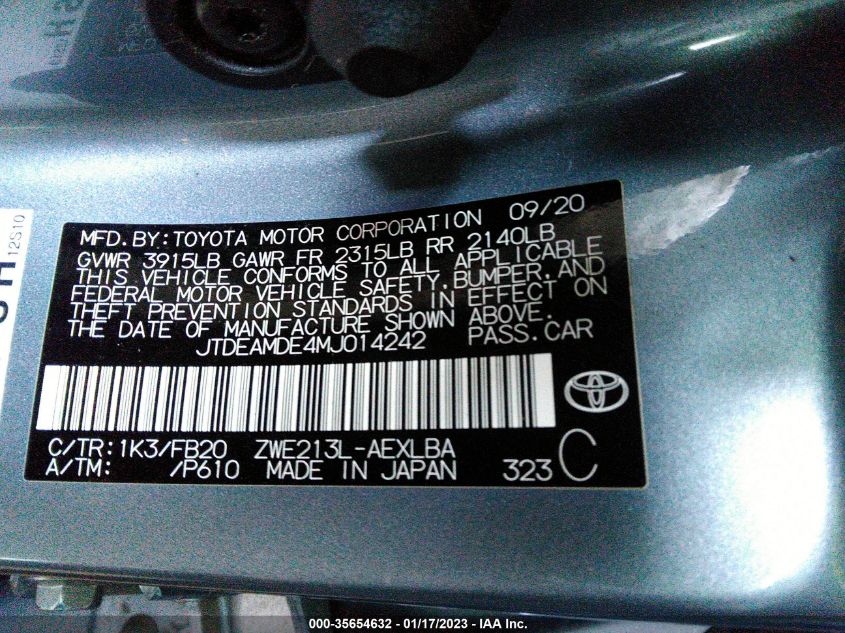 12S10
MFD.BY:TOYOTA MOTOR CORPORATION 09/20
GVWR 3915LB GAWR FR 2315LB RR 2140LB
THIS VEHICLE CONFORMS TO ALL APPLICABLE
FEDERAL MOTOR VEHICLE SAFETY,BUMPER,AND
THEFT PREVENTION STANDARDS IN EFFECT ON
THE DATE OF MANUFACTURE SHOWN ABOVE.
JTDEAMDE4MJ014242 PASS.CAR
C/TR:1K3/FB20 ZWE213L-AEXLBA
A/TM: /P610 MADE IN JAPAN 323 C
000-35654632 - 01/17/2023 - IAA Inc.